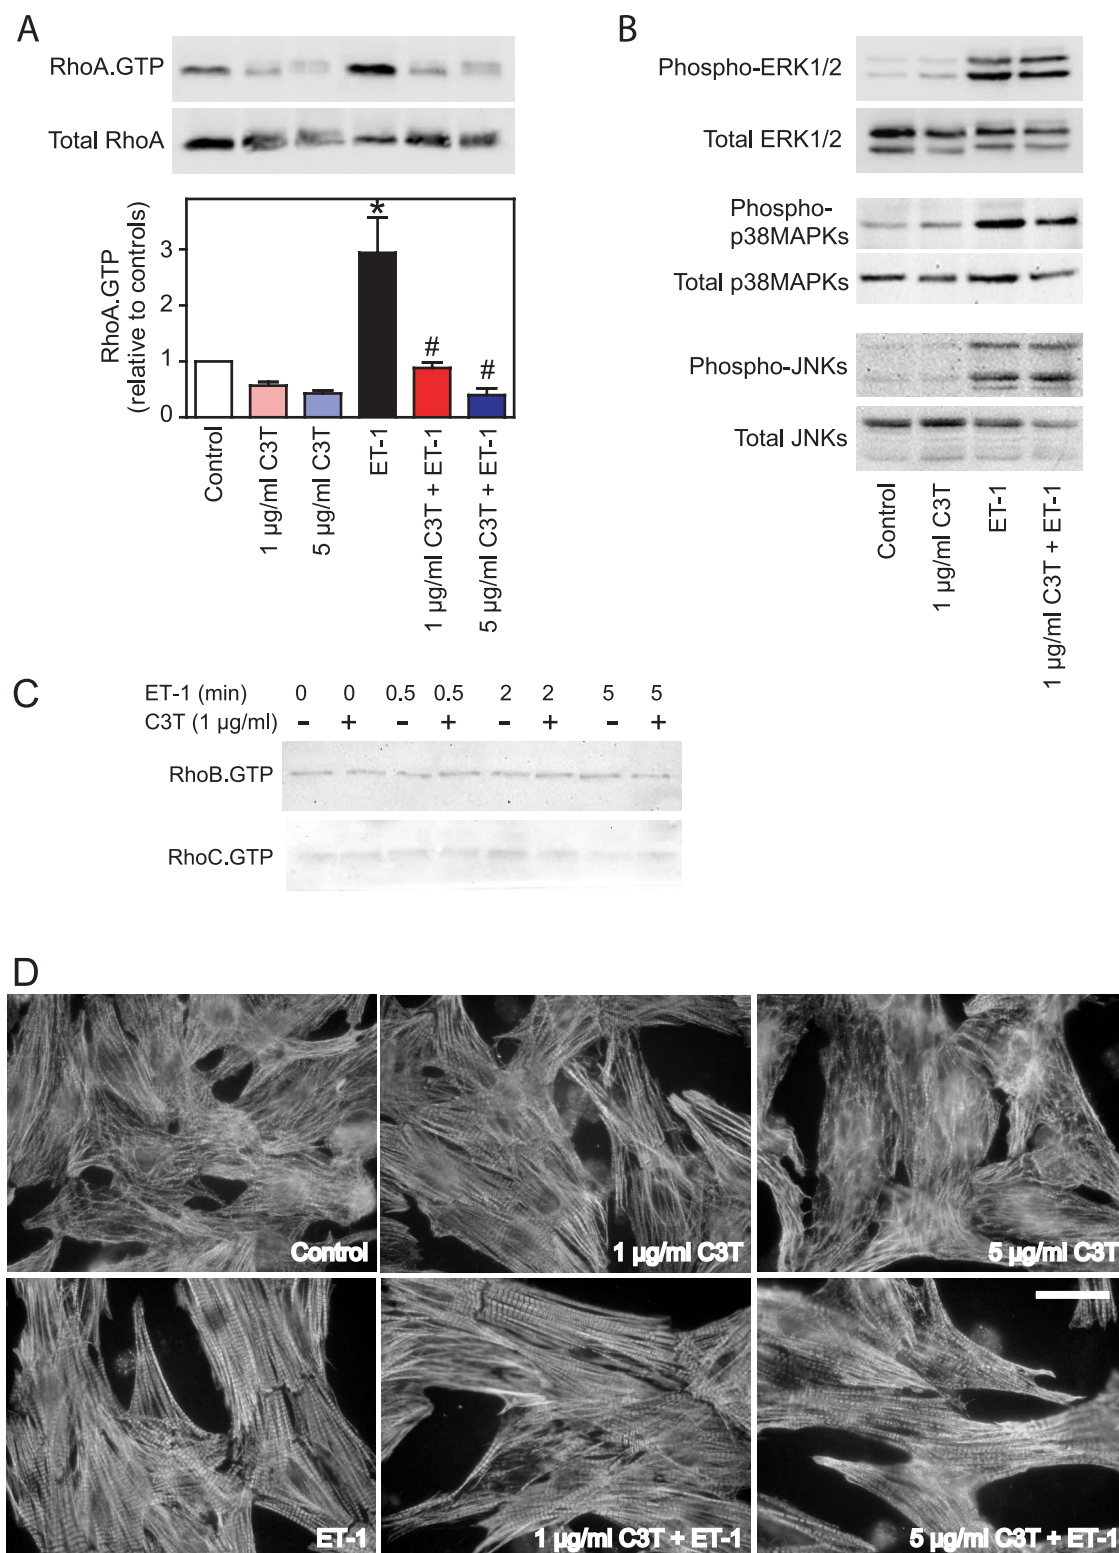 A
RhoA.GTP
Total RhoA
RhoA.GTP
(relative to controls)
3
2
1
0
*
#
#
Control
1 µg/ml C3T
5 µg/ml C3T
ET-1
1 µg/ml C3T + ET-1
5 µg/ml C3T + ET-1
B
Phospho-ERK1/2
Total ERK1/2
Phospho-
p38MAPKs
Total p38MAPKs
Phospho-JNKs
Total JNKs
Control
1 µg/ml C3T
ET-1
1 µg/ml C3T + ET-1
C
ET-1 (min) 0 0 0.5 0.5 2 2 5 5
C3T (1 µg/ml) - + - + - + - +
RhoB.GTP
RhoC.GTP
D
Control
1 µg/ml C3T
5 µg/ml C3T
ET-1
1 µg/ml C3T + ET-1
5 µg/ml C3T + ET-1